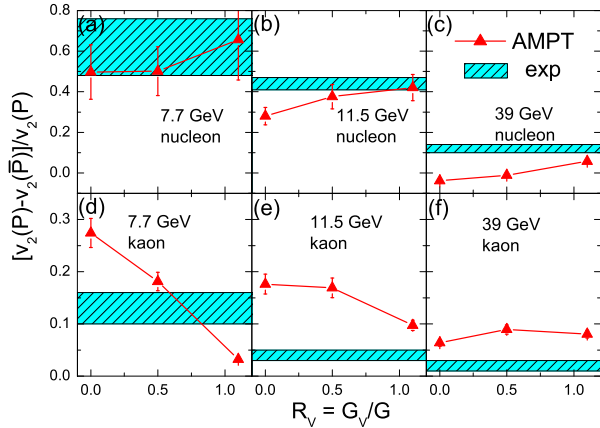 0.8
0.6
0.4
0.2
0.0
(a)
7.7 GeV
nucleon
(b)
11.5 GeV
nucleon
(c)
AMPT
exp
39 GeV
nucleon
[v₂(P)-v₂(P̅)]/v₂(P)
0.3
0.2
0.1
0.0
(d)
7.7 GeV
kaon
(e)
11.5 GeV
kaon
(f)
39 GeV
kaon
0.0 0.5 1.0 0.0 0.5 1.0 0.0 0.5 1.0
R_V = G_V/G